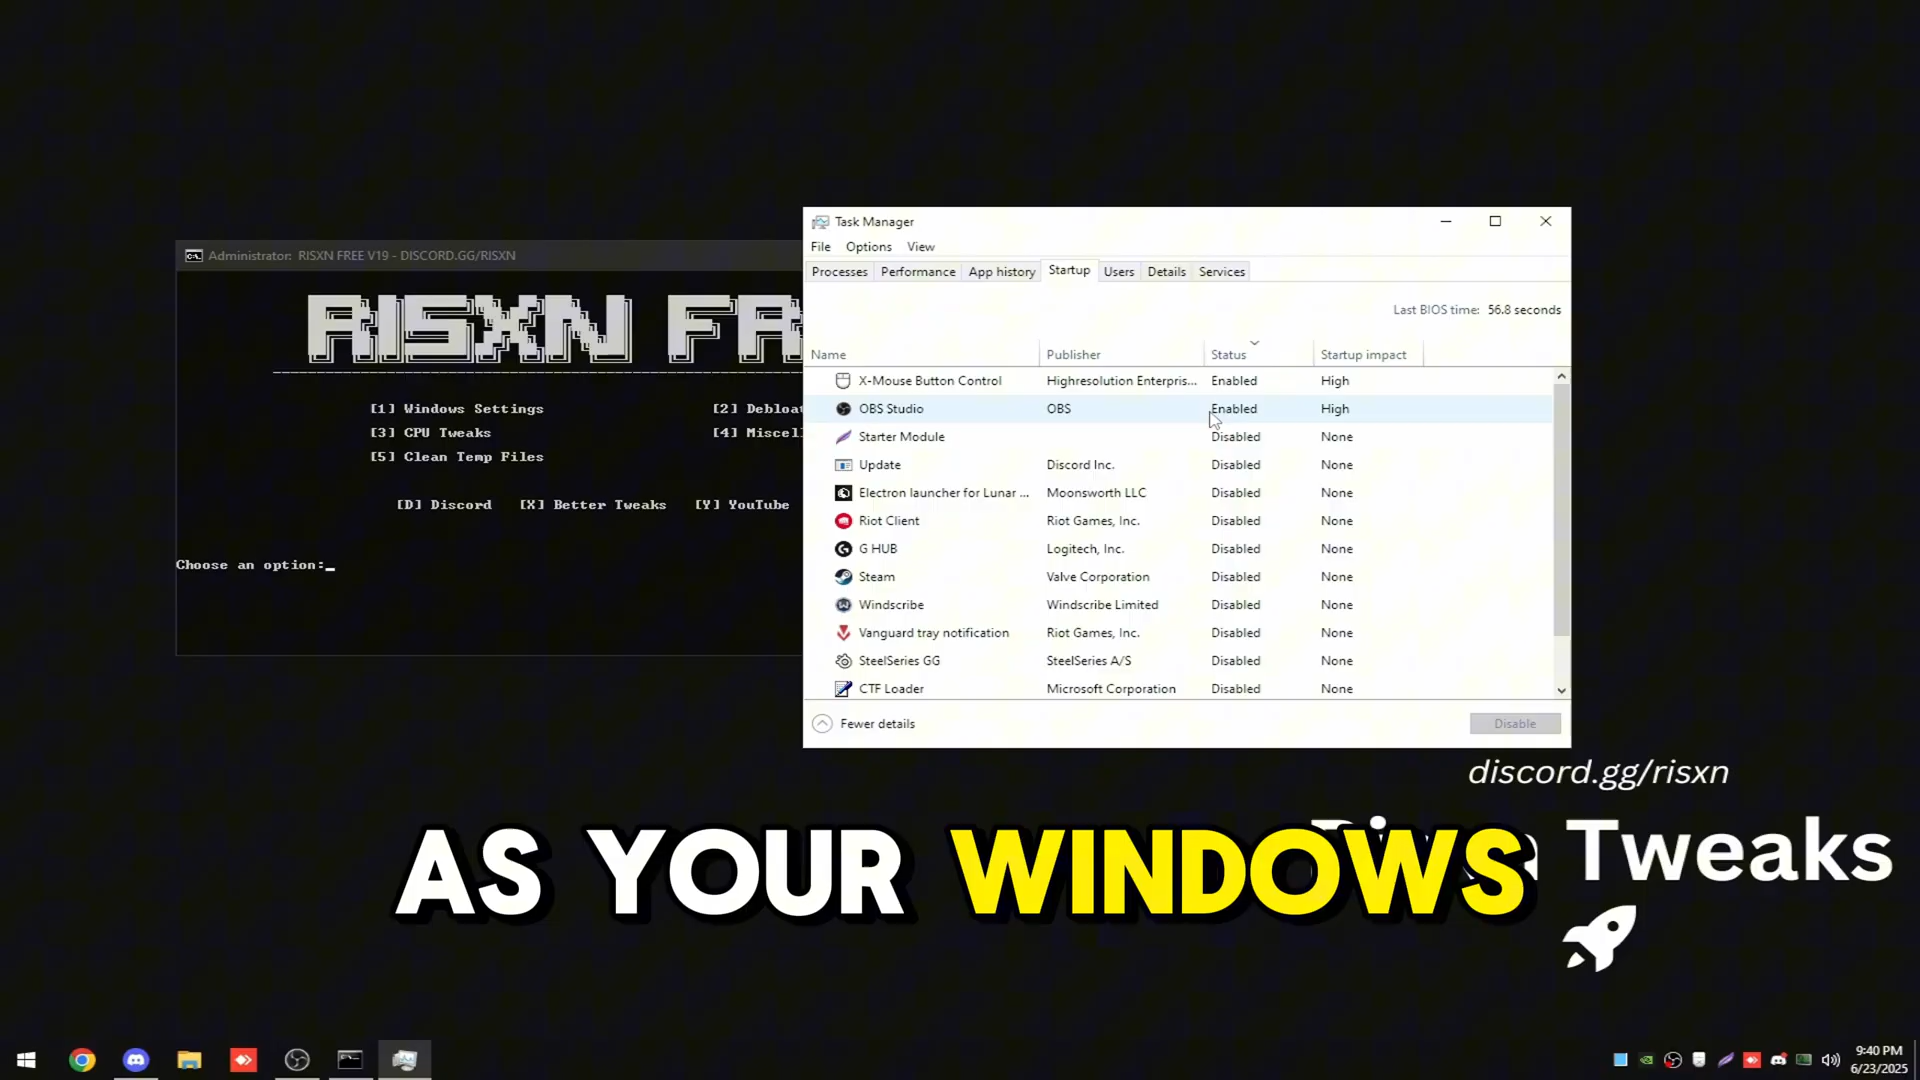 Administrator: RISXN FREE V19 - DISCORD.GG/RISXN
RISXN FR
[1] Windows Settings
[2] Debloat
[3] CPU Tweaks
[4] Miscell
[5] Clean Temp Files
[D] Discord
[X] Better Tweaks
[Y] YouTube
Choose an option:_
Task Manager
File Options View
Processes Performance App history Startup Users Details Services
Last BIOS time: 56.8 seconds
Name Publisher Status Startup impact
X-Mouse Button Control Highresolution Enterpris... Enabled High
OBS Studio OBS Enabled High
Starter Module Disabled None
Update Discord Inc. Disabled None
Electron launcher for Lunar ... Moonsworth LLC Disabled None
Riot Client Riot Games, Inc. Disabled None
G HUB Logitech, Inc. Disabled None
Steam Valve Corporation Disabled None
Windscribe Windscribe Limited Disabled None
Vanguard tray notification Riot Games, Inc. Disabled None
SteelSeries GG SteelSeries A/S Disabled None
CTF Loader Microsoft Corporation Disabled None
Fewer details
Disable
discord.gg/risxn
Tweaks
AS YOUR WINDOWS
9:40 PM
6/23/2025